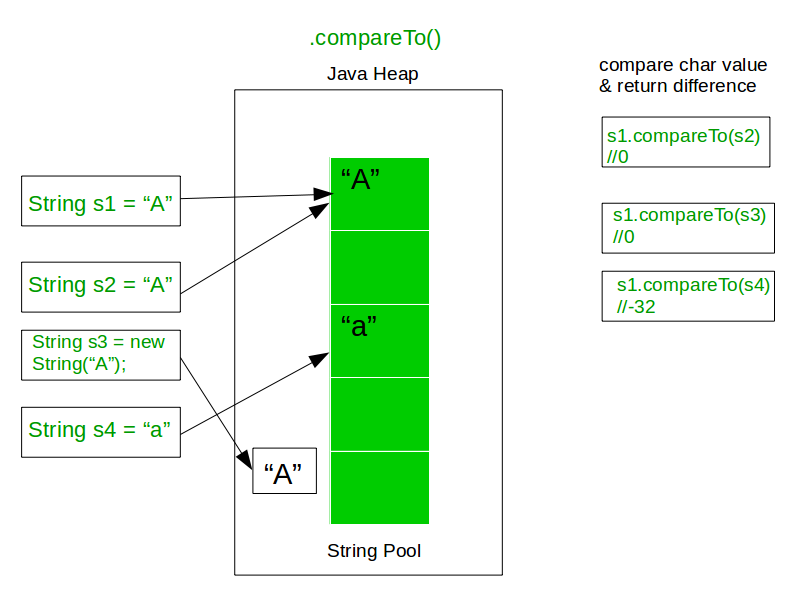 .compareTo()
Java Heap
compare char value
& return difference
s1.compareTo(s2)
//0
s1.compareTo(s3)
//0
s1.compareTo(s4)
//-32
String s1 = “A”
String s2 = “A”
String s3 = new
String(“A”);
String s4 = “a”
“A”
“a”
“A”
String Pool